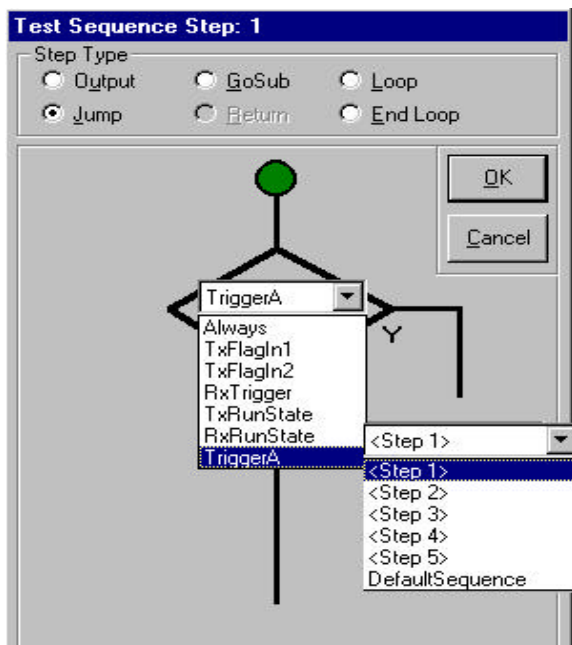 Test Sequence Step: 1
Step Type
Output GoSub Loop
Jump Return End Loop
OK
Cancel
TriggerA
Always
TxFlagIn1
TxFlagIn2
RxTrigger
TxRunState
RxRunState
TriggerA
Y
<Step 1>
<Step 1>
<Step 2>
<Step 3>
<Step 4>
<Step 5>
DefaultSequence